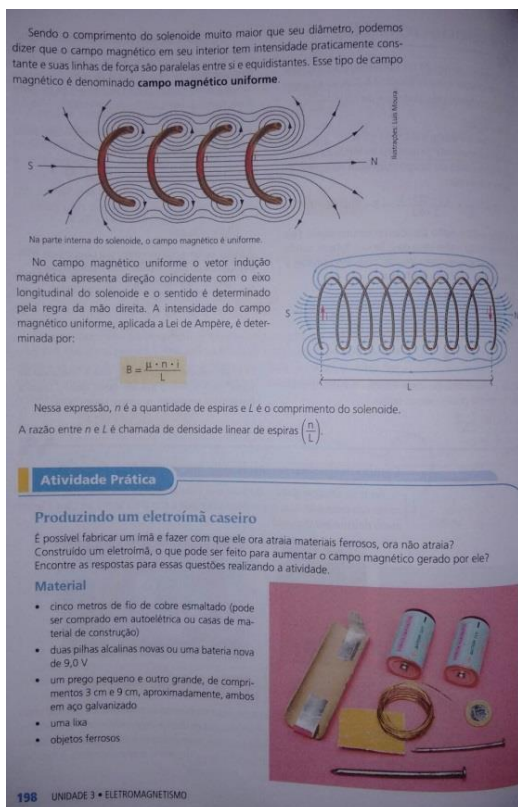 Sendo o comprimento do solenoide muito maior que seu diâmetro, podemos
dizer que o campo magnético em seu interior tem intensidade praticamente cons-
tante e suas linhas de força são paralelas entre si e equidistantes. Esse tipo de campo
magnético é denominado campo magnético uniforme.
Ilustrações: Luis Moura
S
N
Na parte interna do solenoide, o campo magnético é uniforme.
No campo magnético uniforme o vetor indução
magnética apresenta direção coincidente com o eixo
longitudinal do solenoide e o sentido é determinado
pela regra da mão direita. A intensidade do campo
magnético uniforme, aplicada a Lei de Ampère, é deter-
minada por:
B = μ · n · i / L
S
N
L
Nessa expressão, n é a quantidade de espiras e L é o comprimento do solenoide.
A razão entre n e L é chamada de densidade linear de espiras (n/L).
Atividade Prática
Produzindo um eletroímã caseiro
É possível fabricar um ímã e fazer com que ele ora atraia materiais ferrosos, ora não atraia?
Construído um eletroímã, o que pode ser feito para aumentar o campo magnético gerado por ele?
Encontre as respostas para essas questões realizando a atividade.
Material
• cinco metros de fio de cobre esmaltado (pode
ser comprado em autoelétrica ou casas de ma-
terial de construção)
• duas pilhas alcalinas novas ou uma bateria nova
de 9,0 V
• um prego pequeno e outro grande, de compri-
mentos 3 cm e 9 cm, aproximadamente, ambos
em aço galvanizado
• uma lixa
• objetos ferrosos
198 UNIDADE 3 • ELETROMAGNETISMO